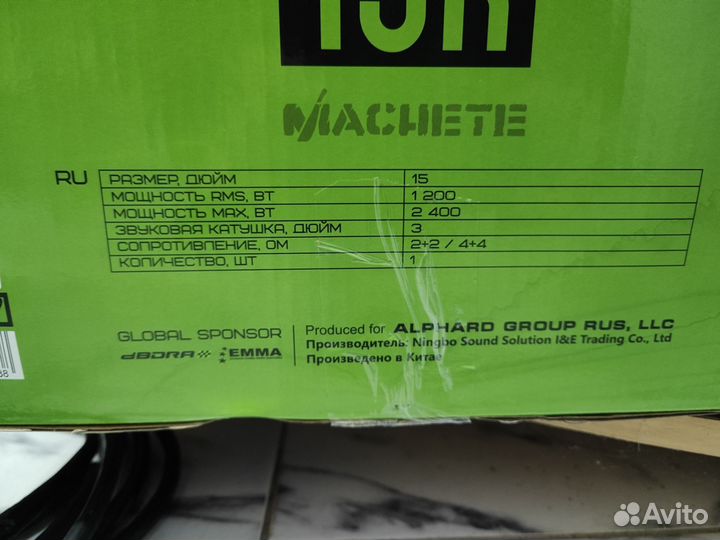 MACHETE
RU
РАЗМЕР, ДЮЙМ 15
МОЩНОСТЬ RMS, ВТ 1 200
МОЩНОСТЬ MAX, ВТ 2 400
ЗВУКОВАЯ КАТУШКА, ДЮЙМ 3
СОПРОТИВЛЕНИЕ, ОМ 2+2 / 4+4
КОЛИЧЕСТВО, ШТ 1
GLOBAL SPONSOR
dBDRA EMMA
Produced for ALPHARD GROUP RUS, LLC
Производитель: Ningbo Sound Solution I&E Trading Co., Ltd
Произведено в Китае
Avito